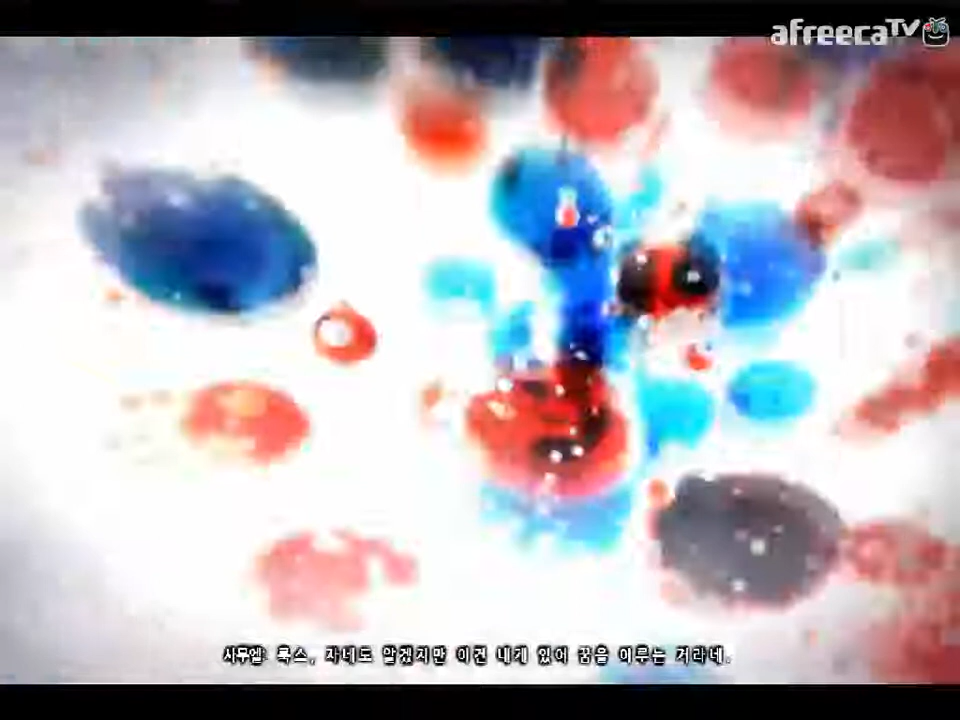 afreecaTV
사무엘: 룩스, 자네도 알겠지만 이건 내게 있어 꿈을 이루는 거라네.